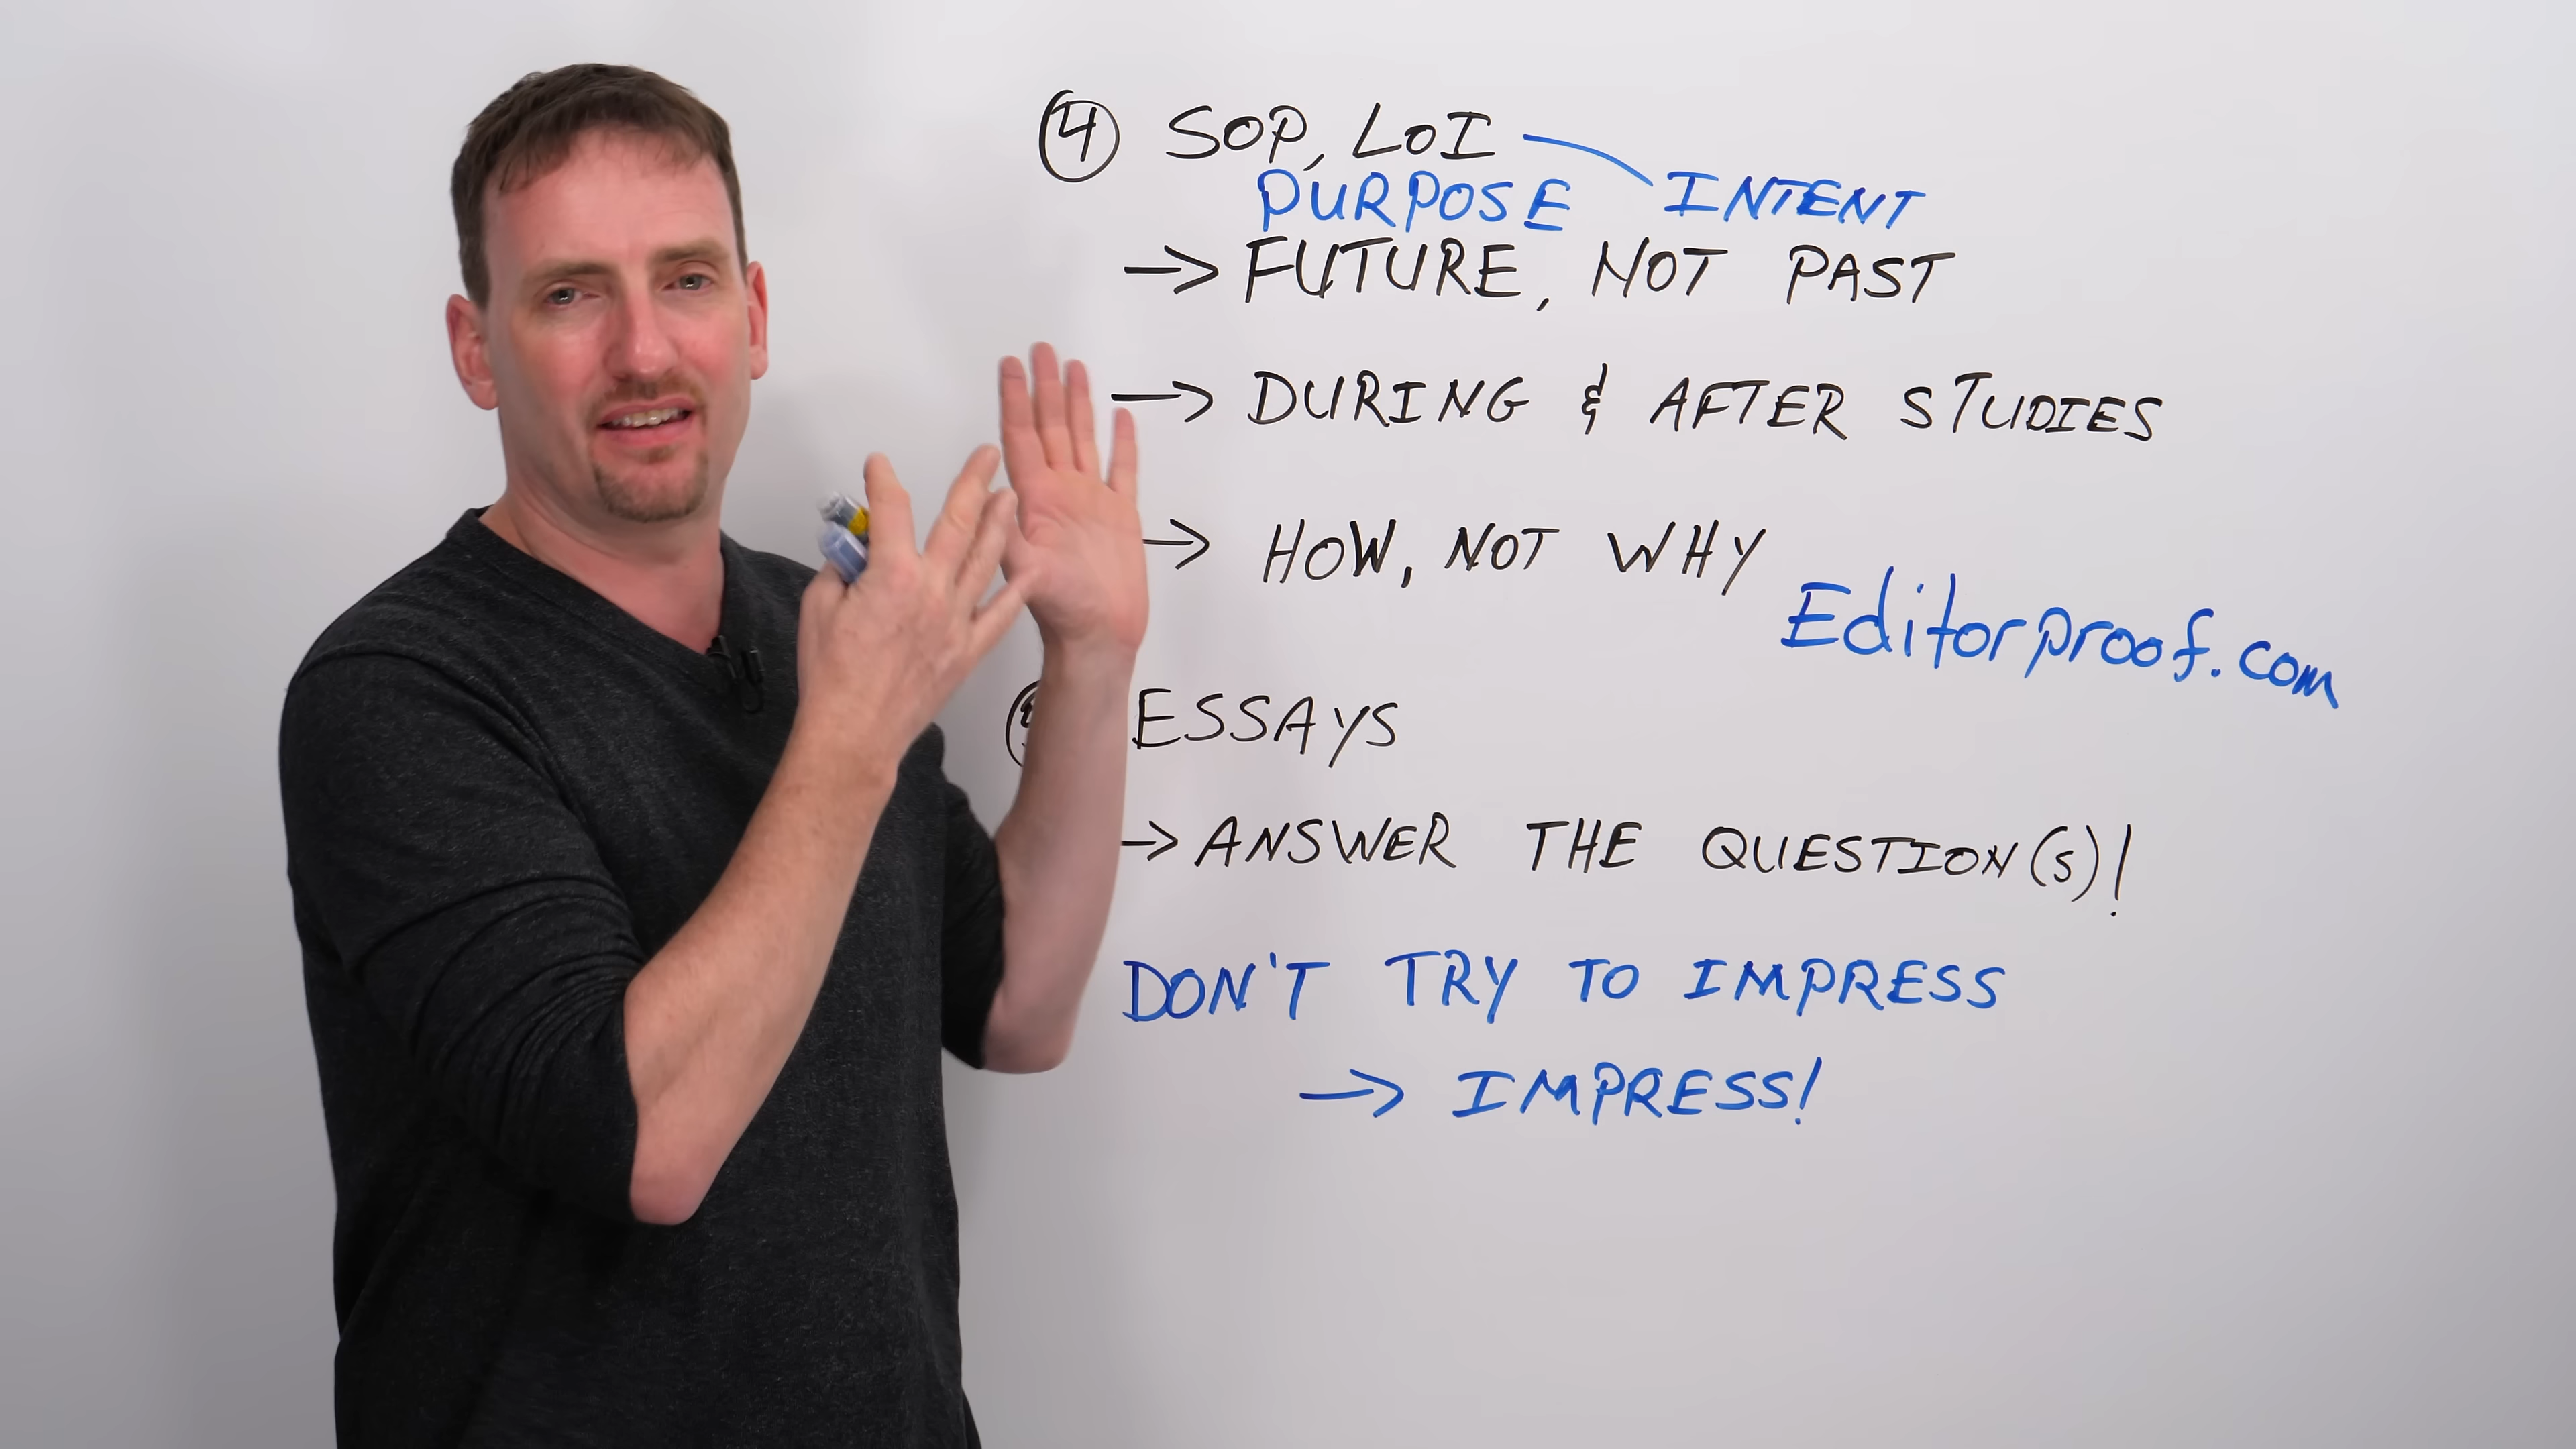 ④ SOP, LOI
PURPOSE INTENT
→ FUTURE, NOT PAST
→ DURING & AFTER STUDIES
→ HOW, NOT WHY
Editorproof.com
ESSAYS
→ ANSWER THE QUESTION(S)!
DON'T TRY TO IMPRESS
→ IMPRESS!